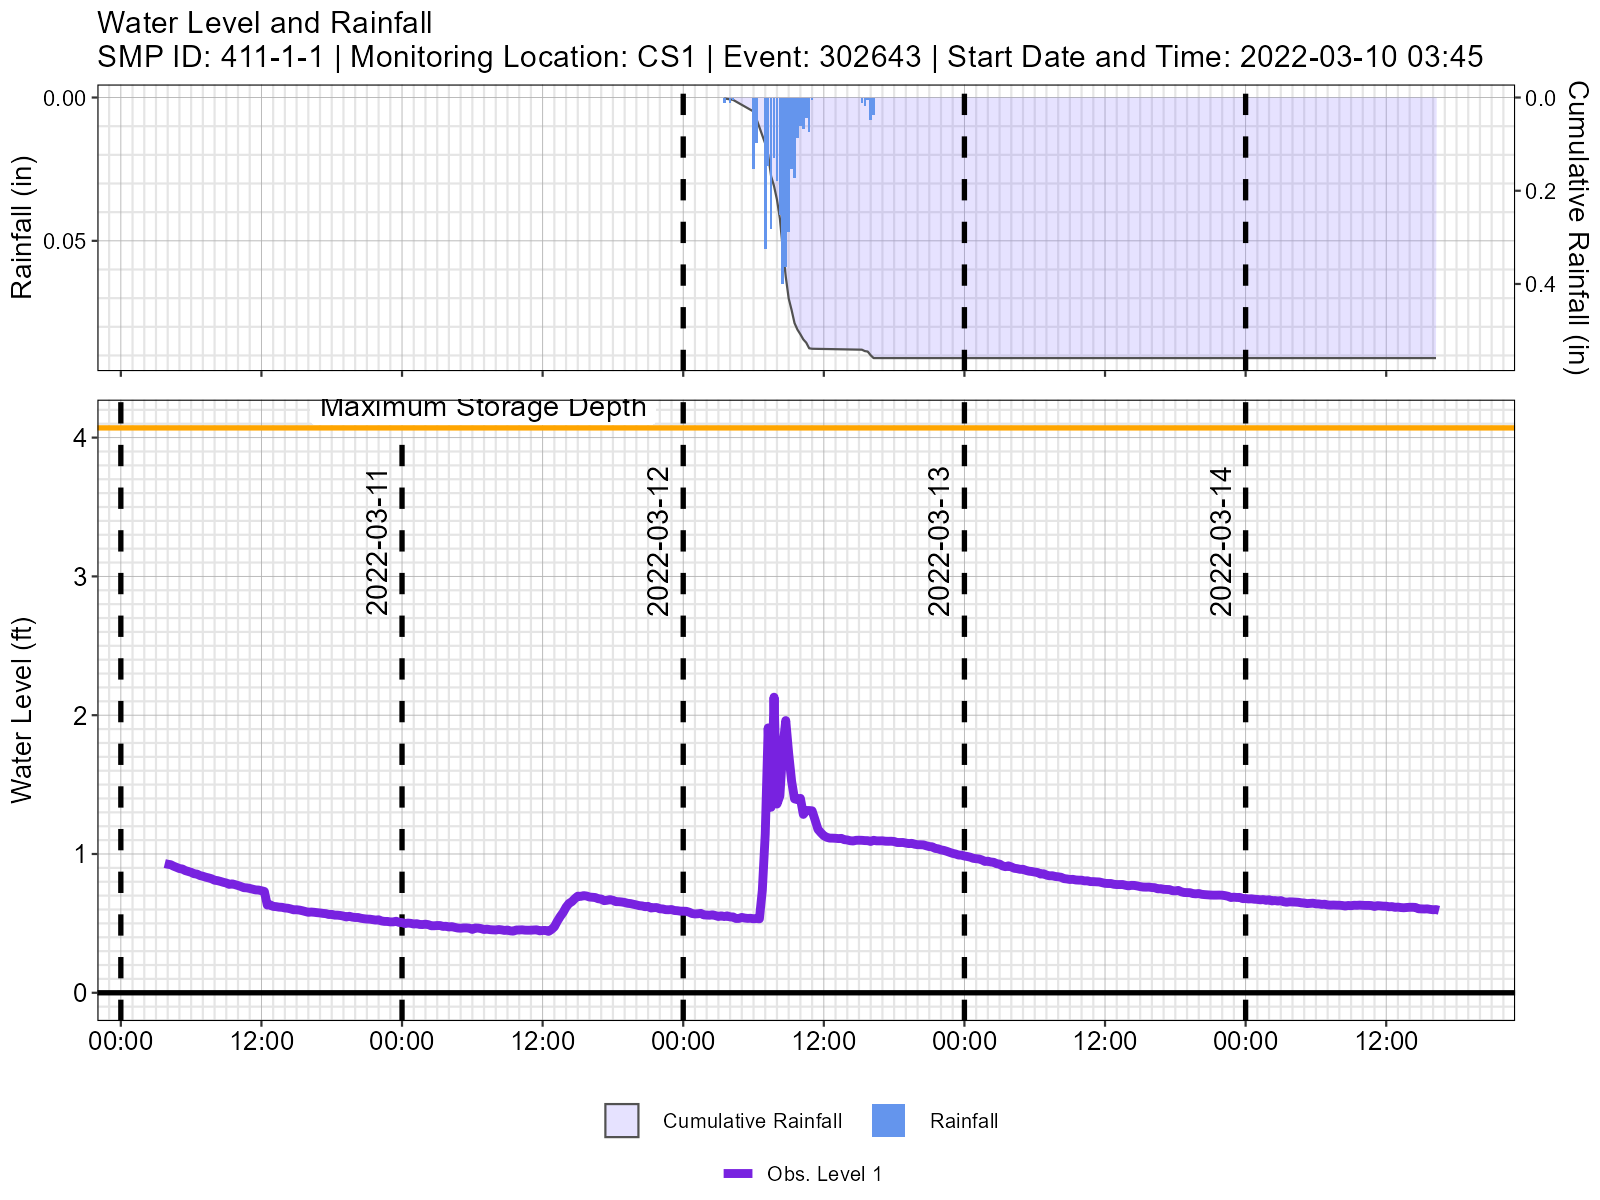 Water Level and Rainfall
SMP ID: 411-1-1 | Monitoring Location: CS1 | Event: 302643 | Start Date and Time: 2022-03-10 03:45
Rainfall (in)
0.00
0.05
0.0
0.2
0.4
Cumulative Rainfall (in)
Maximum Storage Depth
Water Level (ft)
4
3
2
1
0
2022-03-11
2022-03-12
2022-03-13
2022-03-14
00:00 12:00 00:00 12:00 00:00 12:00 00:00 12:00 00:00 12:00
Cumulative Rainfall
Rainfall
Obs. Level 1